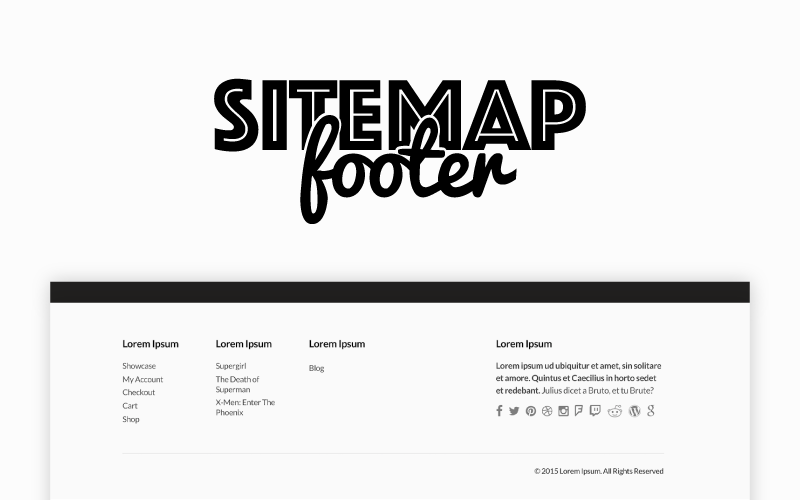 SITEMAP
footer
Lorem Ipsum
Showcase
My Account
Checkout
Cart
Shop
Lorem Ipsum
Supergirl
The Death of
Superman
X-Men: Enter The
Phoenix
Lorem Ipsum
Blog
Lorem Ipsum
Lorem ipsum ud ubiquitur et amet, sin solitare
et amore. Quintus et Caecilius in horto sedet
et redebant. Julius dicet a Bruto, et tu Brute?
© 2015 Lorem Ipsum. All Rights Reserved